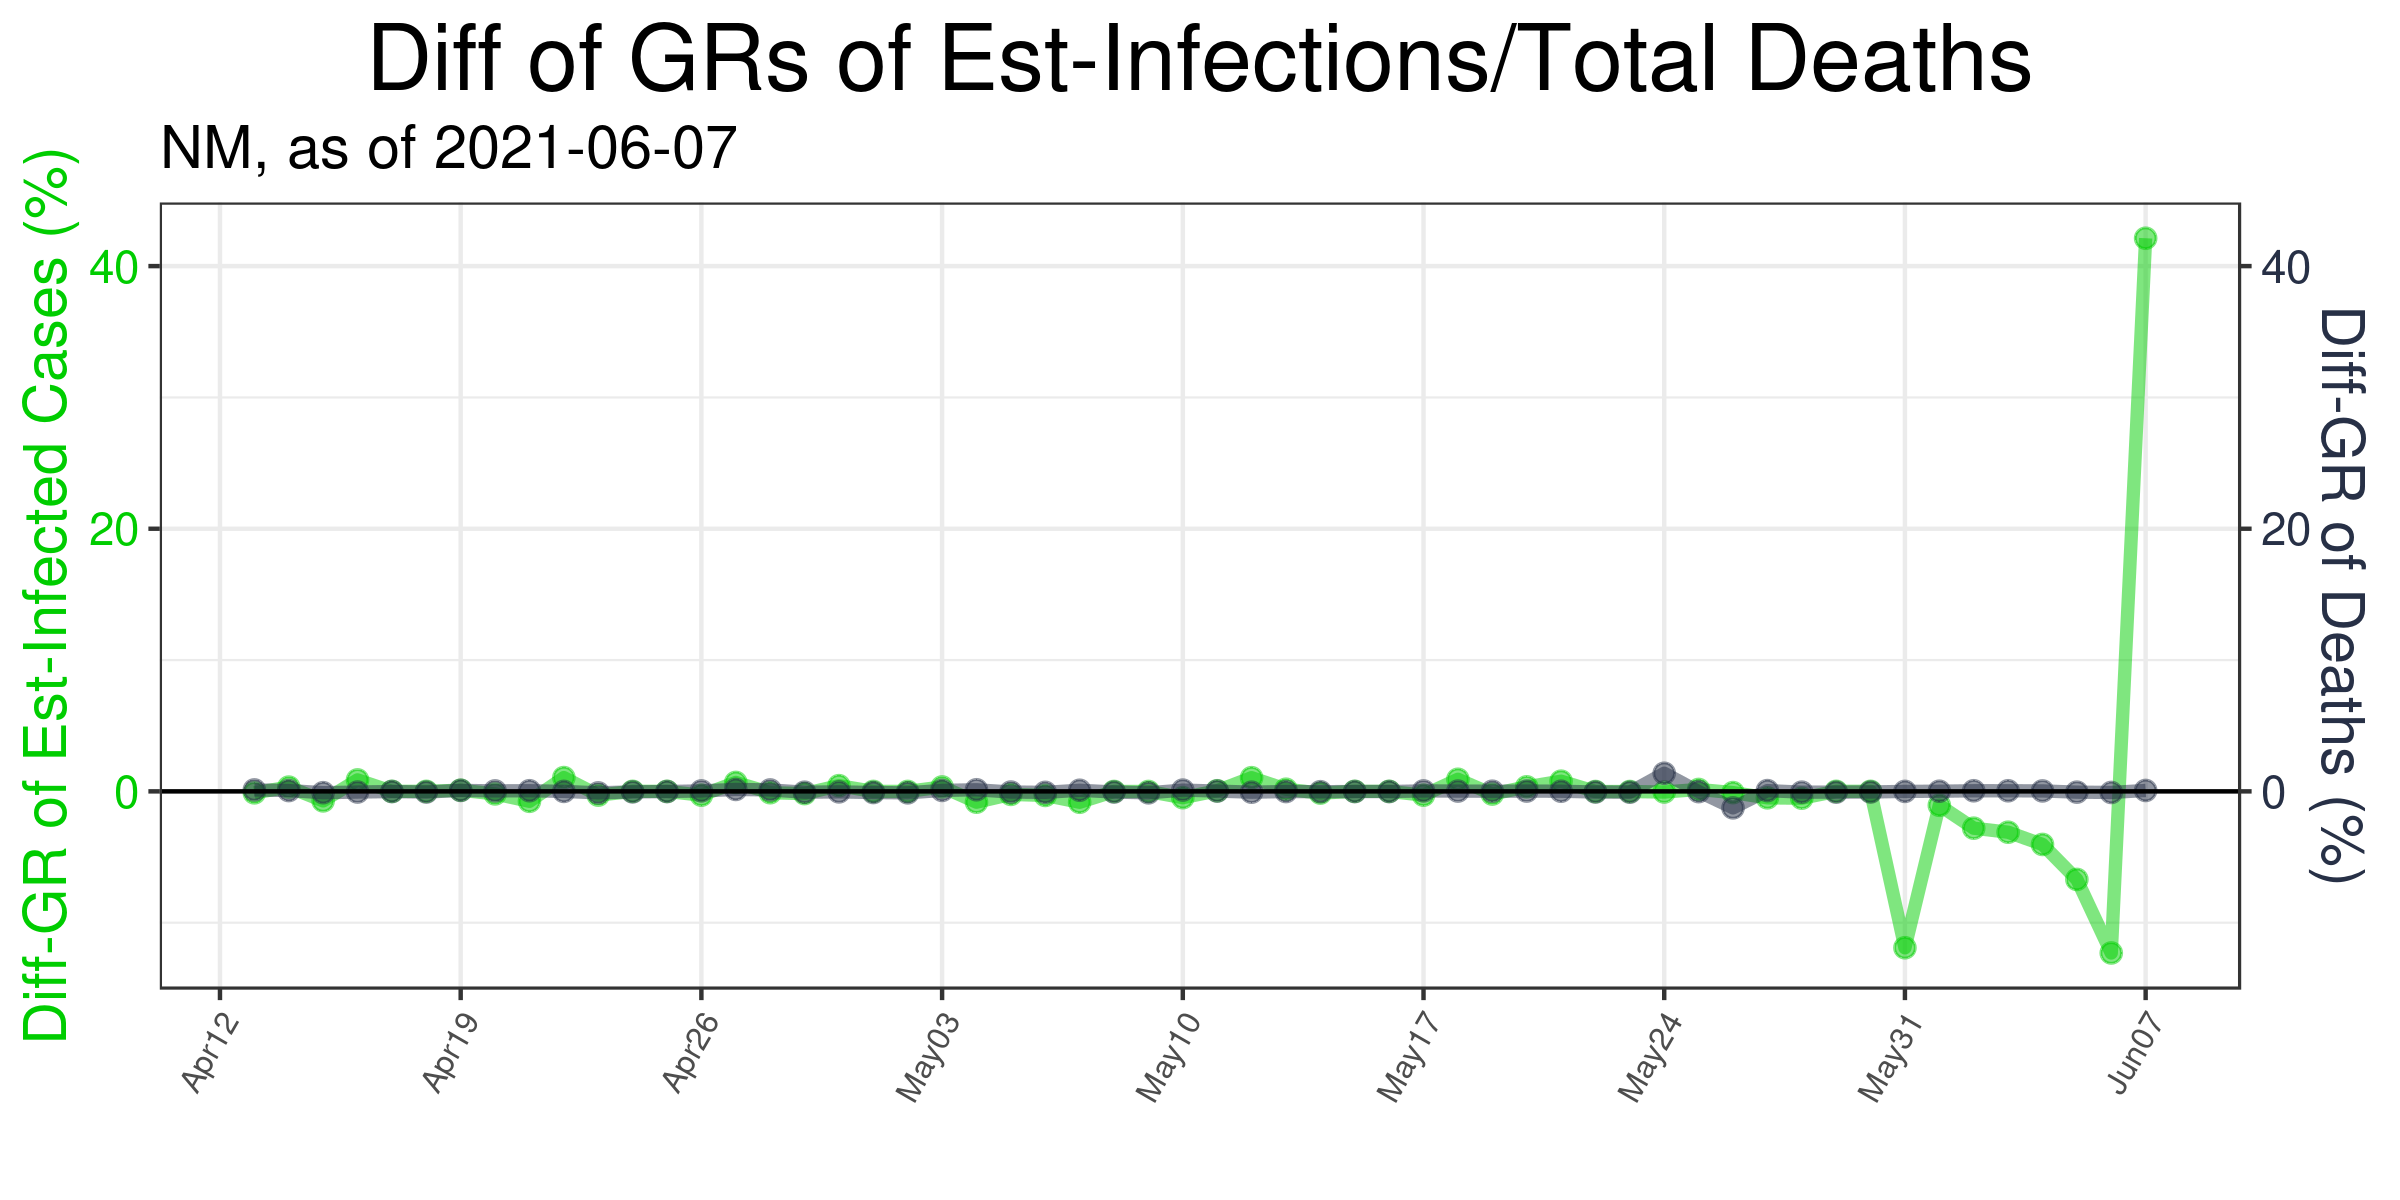 Diff of GRs of Est-Infections/Total Deaths
NM, as of 2021-06-07
Diff-GR of Est-Infected Cases (%)
40
20
0
40
20
0
Diff-GR of Deaths (%)
Apr12
Apr19
Apr26
May03
May10
May17
May24
May31
Jun07